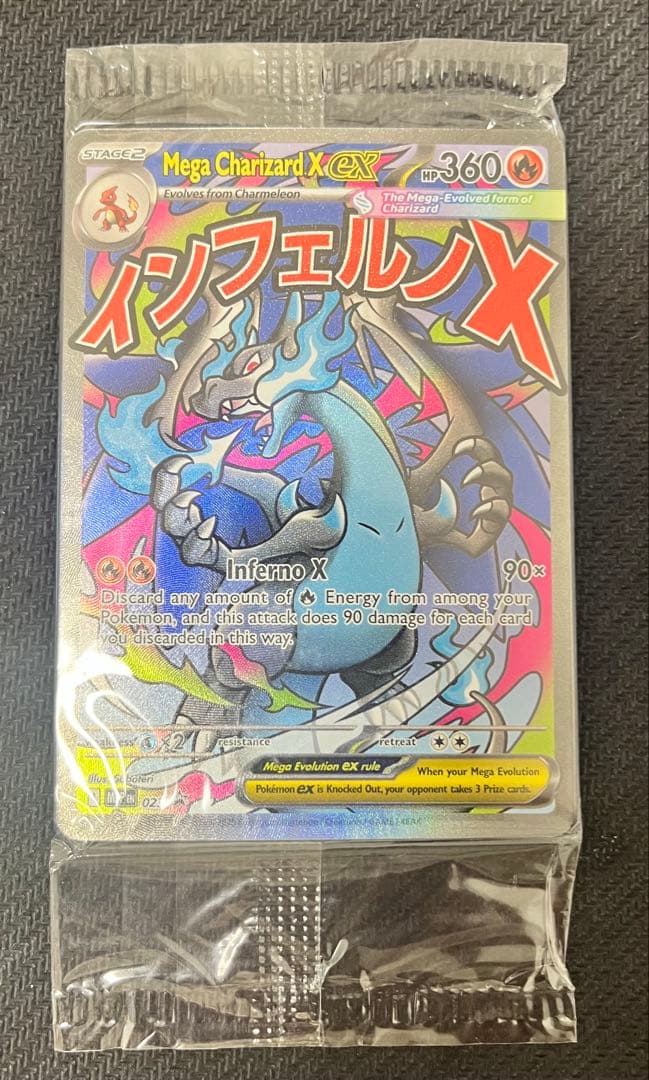 STAGE2 Mega Charizard X ex HP360
Evolves from Charmeleon
The Mega-Evolved form of
Charizard
インフェルノX
Inferno X 90×
Discard any amount of Energy from among your
Pokémon, and this attack does 90 damage for each card
you discarded in this way.
×2 resistance retreat
Mega Evolution ex rule When your Mega Evolution
Pokémon ex is Knocked Out, your opponent takes 3 Prize cards.
Illus.
EN